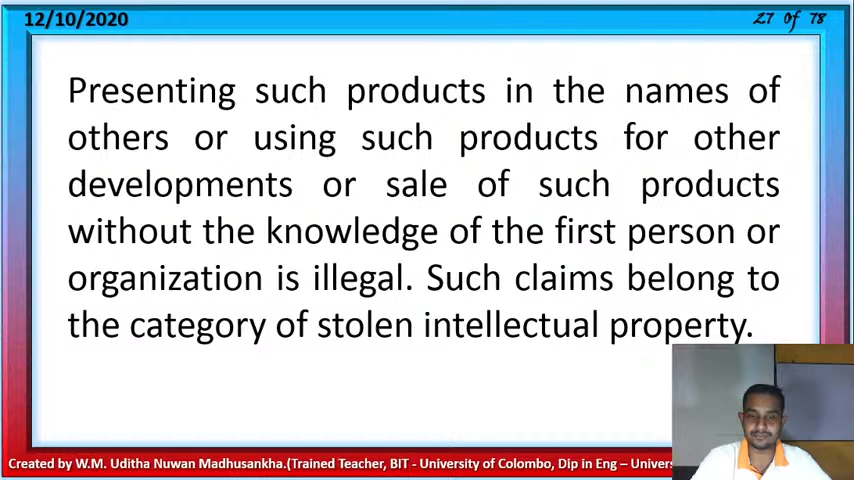 12/10/2020
27 of 78
Presenting such products in the names of
others or using such products for other
developments or sale of such products
without the knowledge of the first person or
organization is illegal. Such claims belong to
the category of stolen intellectual property.
Created by W.M. Uditha Nuwan Madhusankha.(Trained Teacher, BIT - University of Colombo, Dip in Eng – Univers